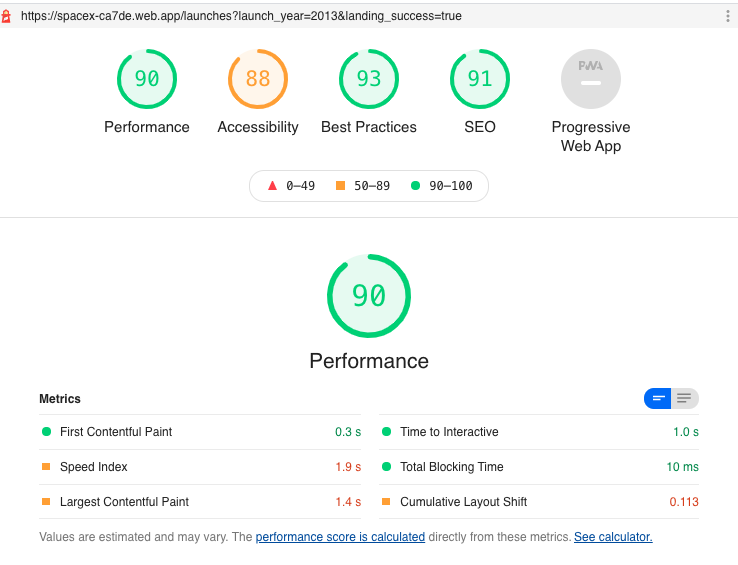 https://spacex-ca7de.web.app/launches?launch_year=2013&landing_success=true
90 88 93 91 PWA
Performance Accessibility Best Practices SEO Progressive
Web App
0–49 50–89 90–100
90
Performance
Metrics
First Contentful Paint 0.3 s Time to Interactive 1.0 s
Speed Index 1.9 s Total Blocking Time 10 ms
Largest Contentful Paint 1.4 s Cumulative Layout Shift 0.113
Values are estimated and may vary. The performance score is calculated directly from these metrics. See calculator.